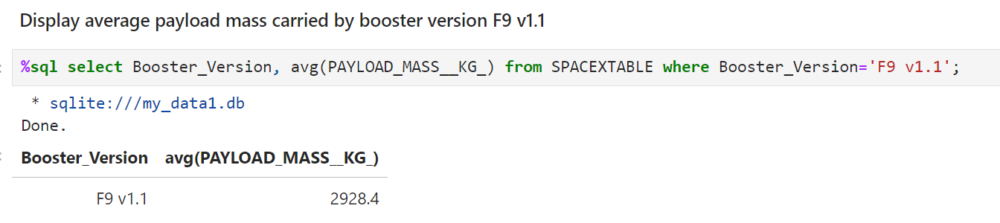 Display average payload mass carried by booster version F9 v1.1
%sql select Booster_Version, avg(PAYLOAD_MASS__KG_) from SPACEXTABLE where Booster_Version='F9 v1.1';
* sqlite:///my_data1.db
Done.
Booster_Version avg(PAYLOAD_MASS__KG_)
F9 v1.1 2928.4